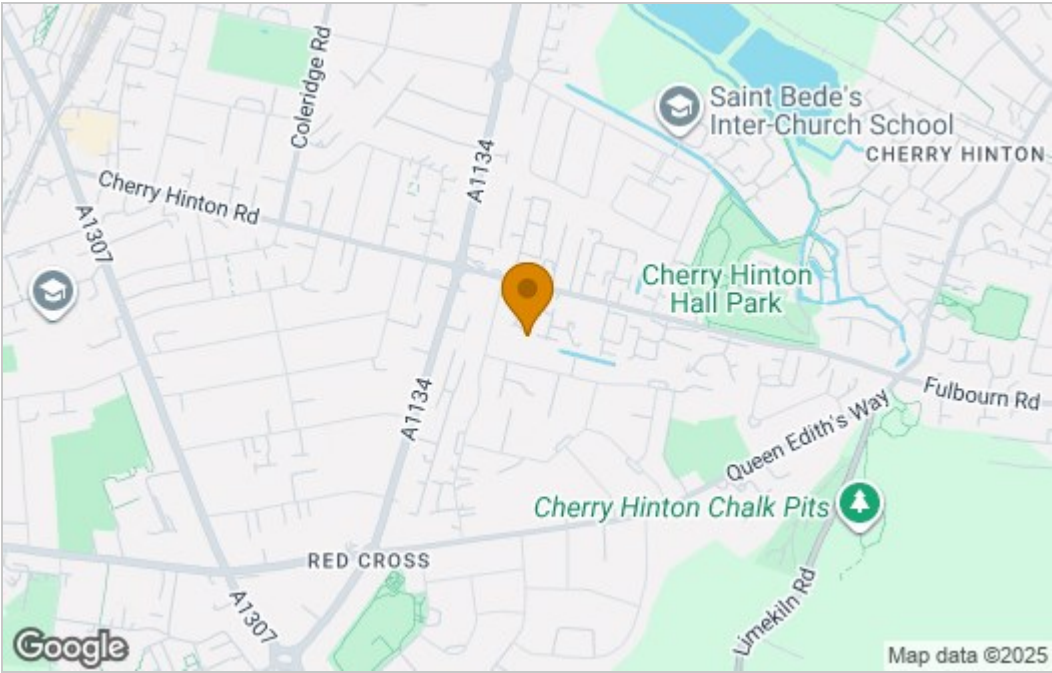 Coleridge Rd
Saint Bede's
Inter-Church School
CHERRY HINTON
A1134
Cherry Hinton Rd
A1307
Cherry Hinton
Hall Park
A1134
Fulbourn Rd
Queen Edith's Way
Cherry Hinton Chalk Pits
RED CROSS
A1307
Limekiln Rd
Google
Map data ©2025